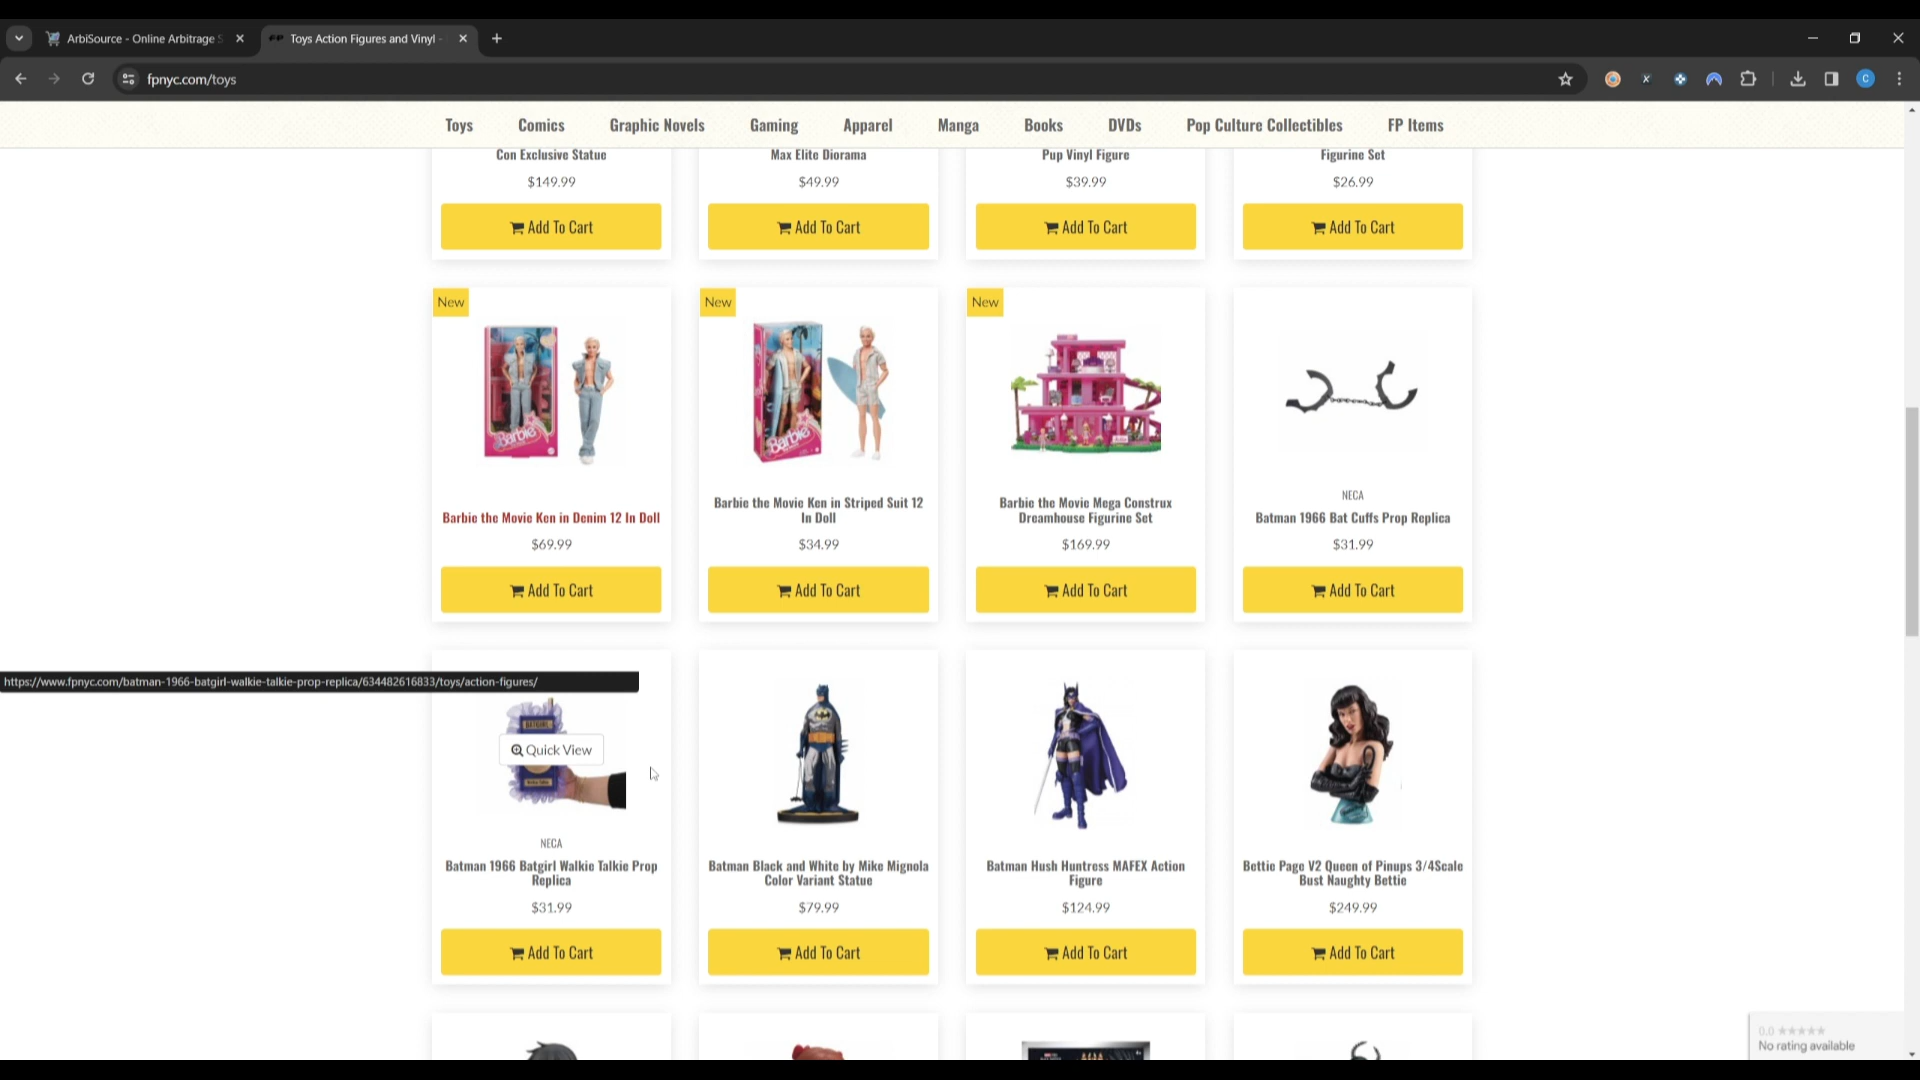 ArbiSource - Online Arbitrage S
Toys Action Figures and Vinyl -
fpnyc.com/toys
C
Toys
Comics
Graphic Novels
Gaming
Apparel
Manga
Books
DVDs
Pop Culture Collectibles
FP Items
Con Exclusive Statue
$149.99
Add To Cart
Max Elite Diorama
$49.99
Add To Cart
Pup Vinyl Figure
$39.99
Add To Cart
Figurine Set
$26.99
Add To Cart
New
Barbie
Barbie the Movie Ken in Denim 12 In Doll
$69.99
Add To Cart
New
Barbie
Barbie the Movie Ken in Striped Suit 12
In Doll
$34.99
Add To Cart
New
Barbie the Movie Mega Construx
Dreamhouse Figurine Set
$169.99
Add To Cart
NECA
Batman 1966 Bat Cuffs Prop Replica
$31.99
Add To Cart
https://www.fpnyc.com/batman-1966-batgirl-walkie-talkie-prop-replica/634482616833/toys/action-figures/
BATGIRL
Quick View
NECA
Batman 1966 Batgirl Walkie Talkie Prop
Replica
$31.99
Add To Cart
Batman Black and White by Mike Mignola
Color Variant Statue
$79.99
Add To Cart
Batman Hush Huntress MAFEX Action
Figure
$124.99
Add To Cart
Bettie Page V2 Queen of Pinups 3/4Scale
Bust Naughty Bettie
$249.99
Add To Cart
0.0 ★★★★★
No rating available